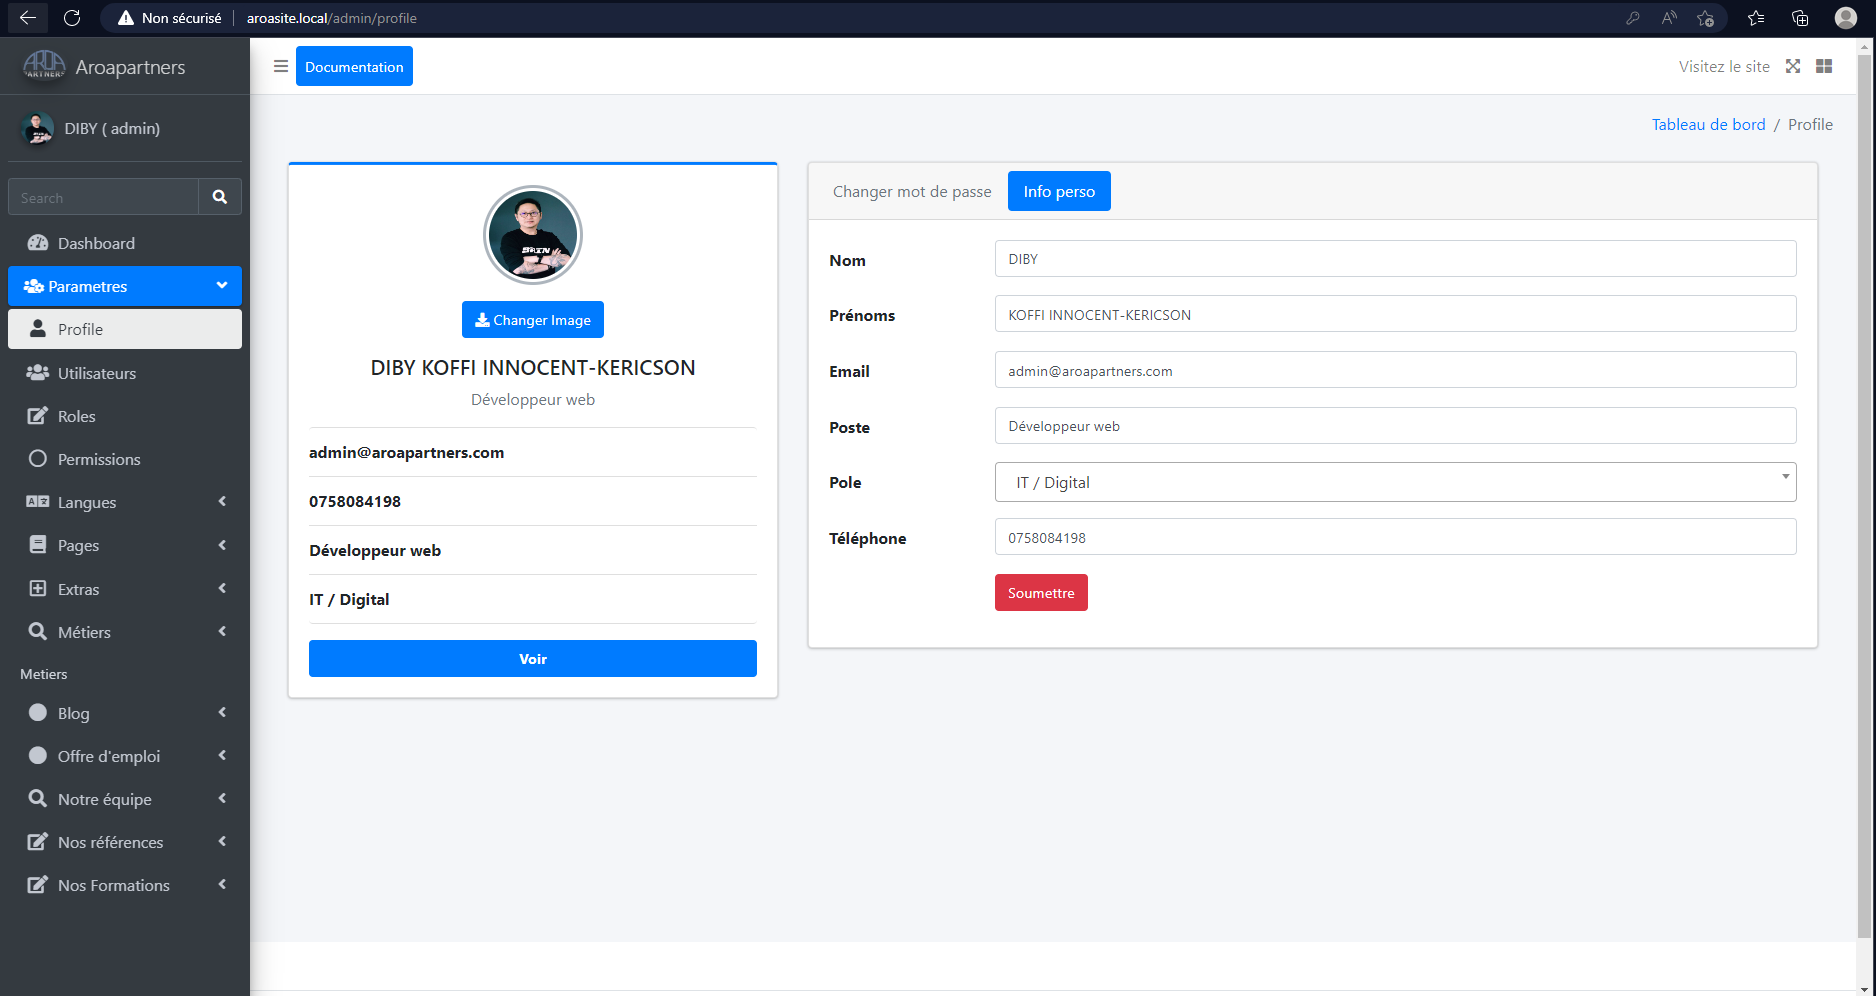 Non sécurisé
aroasite.local/admin/profile
AROA
PARTNERS
Aroapartners
DIBY ( admin)
Search
Dashboard
Parametres
Profile
Utilisateurs
Roles
Permissions
Langues
Pages
Extras
Métiers
Metiers
Blog
Offre d'emploi
Notre équipe
Nos références
Nos Formations
Documentation
Visitez le site
Tableau de bord / Profile
Changer Image
DIBY KOFFI INNOCENT-KERICSON
Développeur web
admin@aroapartners.com
0758084198
Développeur web
IT / Digital
Voir
Changer mot de passe
Info perso
Nom
DIBY
Prénoms
KOFFI INNOCENT-KERICSON
Email
admin@aroapartners.com
Poste
Développeur web
Pole
IT / Digital
Téléphone
0758084198
Soumettre